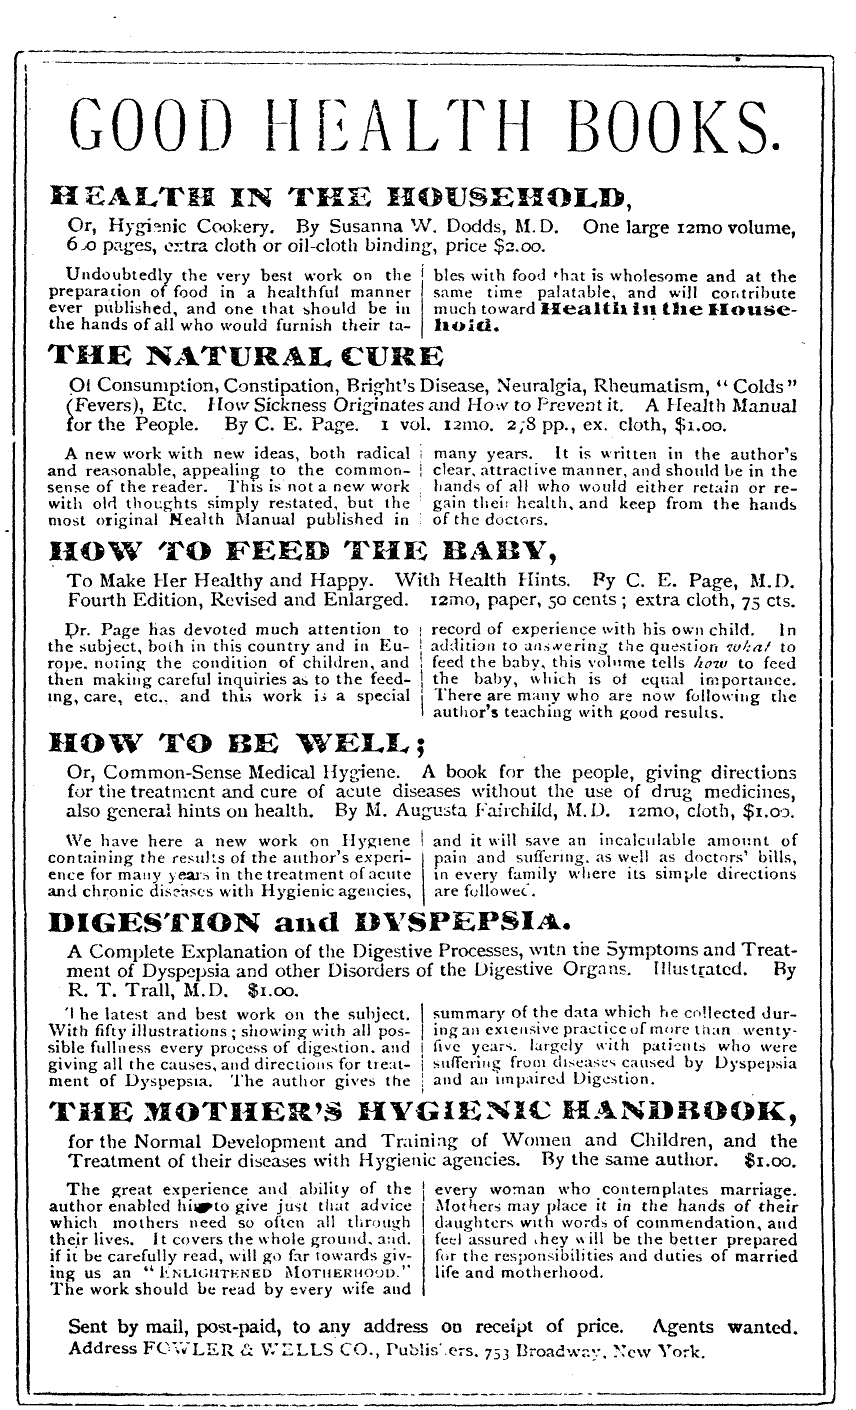 GOOD HEALTH BOOKS.
HEALTH IN THE HOUSEHOLD,
Or, Hygienic Cookery. By Susanna W. Dodds, M.D. One large 12mo volume,
pages, extra cloth or oil-cloth binding, price $2.00.
Undoubtedly the very best work on the
preparation of food in a healthful manner
ever published, and one that should be in
the hands of all who would furnish their ta-
bles with food that is wholesome and at the
same time palatable, and will contribute
much toward Health in the House-
hold.
THE NATURAL CURE
Of Consumption, Constipation, Bright's Disease, Neuralgia, Rheumatism, "Colds"
(Fevers), Etc. How Sickness Originates and How to Prevent it. A Health Manual
for the People. By C. E. Page. 1 vol. 12mo. pp., ex. cloth, $1.00.
A new work with new ideas, both radical
and reasonable, appealing to the common-
sense of the reader. This is not a new work
with old thoughts simply restated, but the
most original Health Manual published in
many years. It is written in the author's
clear, attractive manner, and should be in the
hands of all who would either retain or re-
gain their health, and keep from the hands
of the doctors.
HOW TO FEED THE BABY,
To Make Her Healthy and Happy. With Health Hints. By C. E. Page, M.D.
Fourth Edition, Revised and Enlarged. 12mo, paper, 50 cents; extra cloth, 75 cts.
Dr. Page has devoted much attention to
the subject, both in this country and in Eu-
rope, noting the condition of children, and
then making careful inquiries as to the feed-
ing, care, etc., and this work is a special
record of experience with his own child. In
addition to answering the question what to
feed the baby, this volume tells how to feed
the baby, which is of equal importance.
There are many who are now following the
author's teaching with good results.
HOW TO BE WELL;
Or, Common-Sense Medical Hygiene. A book for the people, giving directions
for the treatment and cure of acute diseases without the use of drug medicines,
also general hints on health. By M. Augusta Fairchild, M.D. 12mo, cloth, $1.00.
We have here a new work on Hygiene
containing the results of the author's experi-
ence for many years in the treatment of acute
and chronic diseases with Hygienic agencies,
and it will save an incalculable amount of
pain and suffering, as well as doctors' bills,
in every family where its simple directions
are followed.
DIGESTION and DYSPEPSIA.
A Complete Explanation of the Digestive Processes, with the Symptoms and Treat-
ment of Dyspepsia and other Disorders of the Digestive Organs. Illustrated. By
R. T. Trall, M.D. $1.00.
The latest and best work on the subject.
With fifty illustrations; showing with all pos-
sible fullness every process of digestion, and
giving all the causes, and directions for treat-
ment of Dyspepsia. The author gives the
summary of the data which he collected dur-
ing an extensive practice of more than twenty-
five years, largely with patients who were
suffering from diseases caused by Dyspepsia
and an impaired Digestion.
THE MOTHER'S HYGIENIC HANDBOOK,
for the Normal Development and Training of Women and Children, and the
Treatment of their diseases with Hygienic agencies. By the same author. $1.00.
The great experience and ability of the
author enabled him to give just that advice
which mothers need so often all through
their lives. It covers the whole ground, and,
if it be carefully read, will go far towards giv-
ing us an "ENLIGHTENED MOTHERHOOD."
The work should be read by every wife and
every woman who contemplates marriage.
Mothers may place it in the hands of their
daughters with words of commendation, and
feel assured they will be the better prepared
for the responsibilities and duties of married
life and motherhood.
Sent by mail, post-paid, to any address on receipt of price. Agents wanted.
Address FOWLER & WELLS CO., Publishers, 753 Broadway, New York.